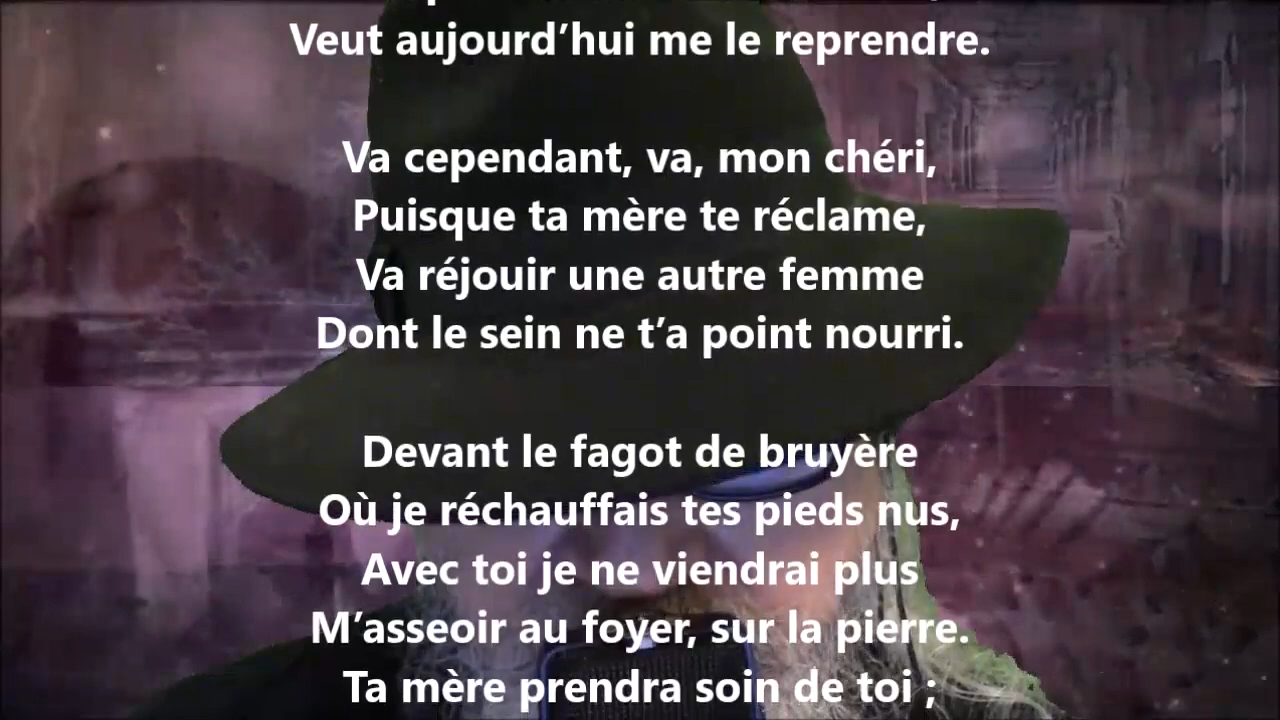 Veut aujourd’hui me le reprendre.
Va cependant, va, mon chéri,
Puisque ta mère te réclame,
Va réjouir une autre femme
Dont le sein ne t’a point nourri.
Devant le fagot de bruyère
Où je réchauffais tes pieds nus,
Avec toi je ne viendrai plus
M’asseoir au foyer, sur la pierre.
Ta mère prendra soin de toi ;